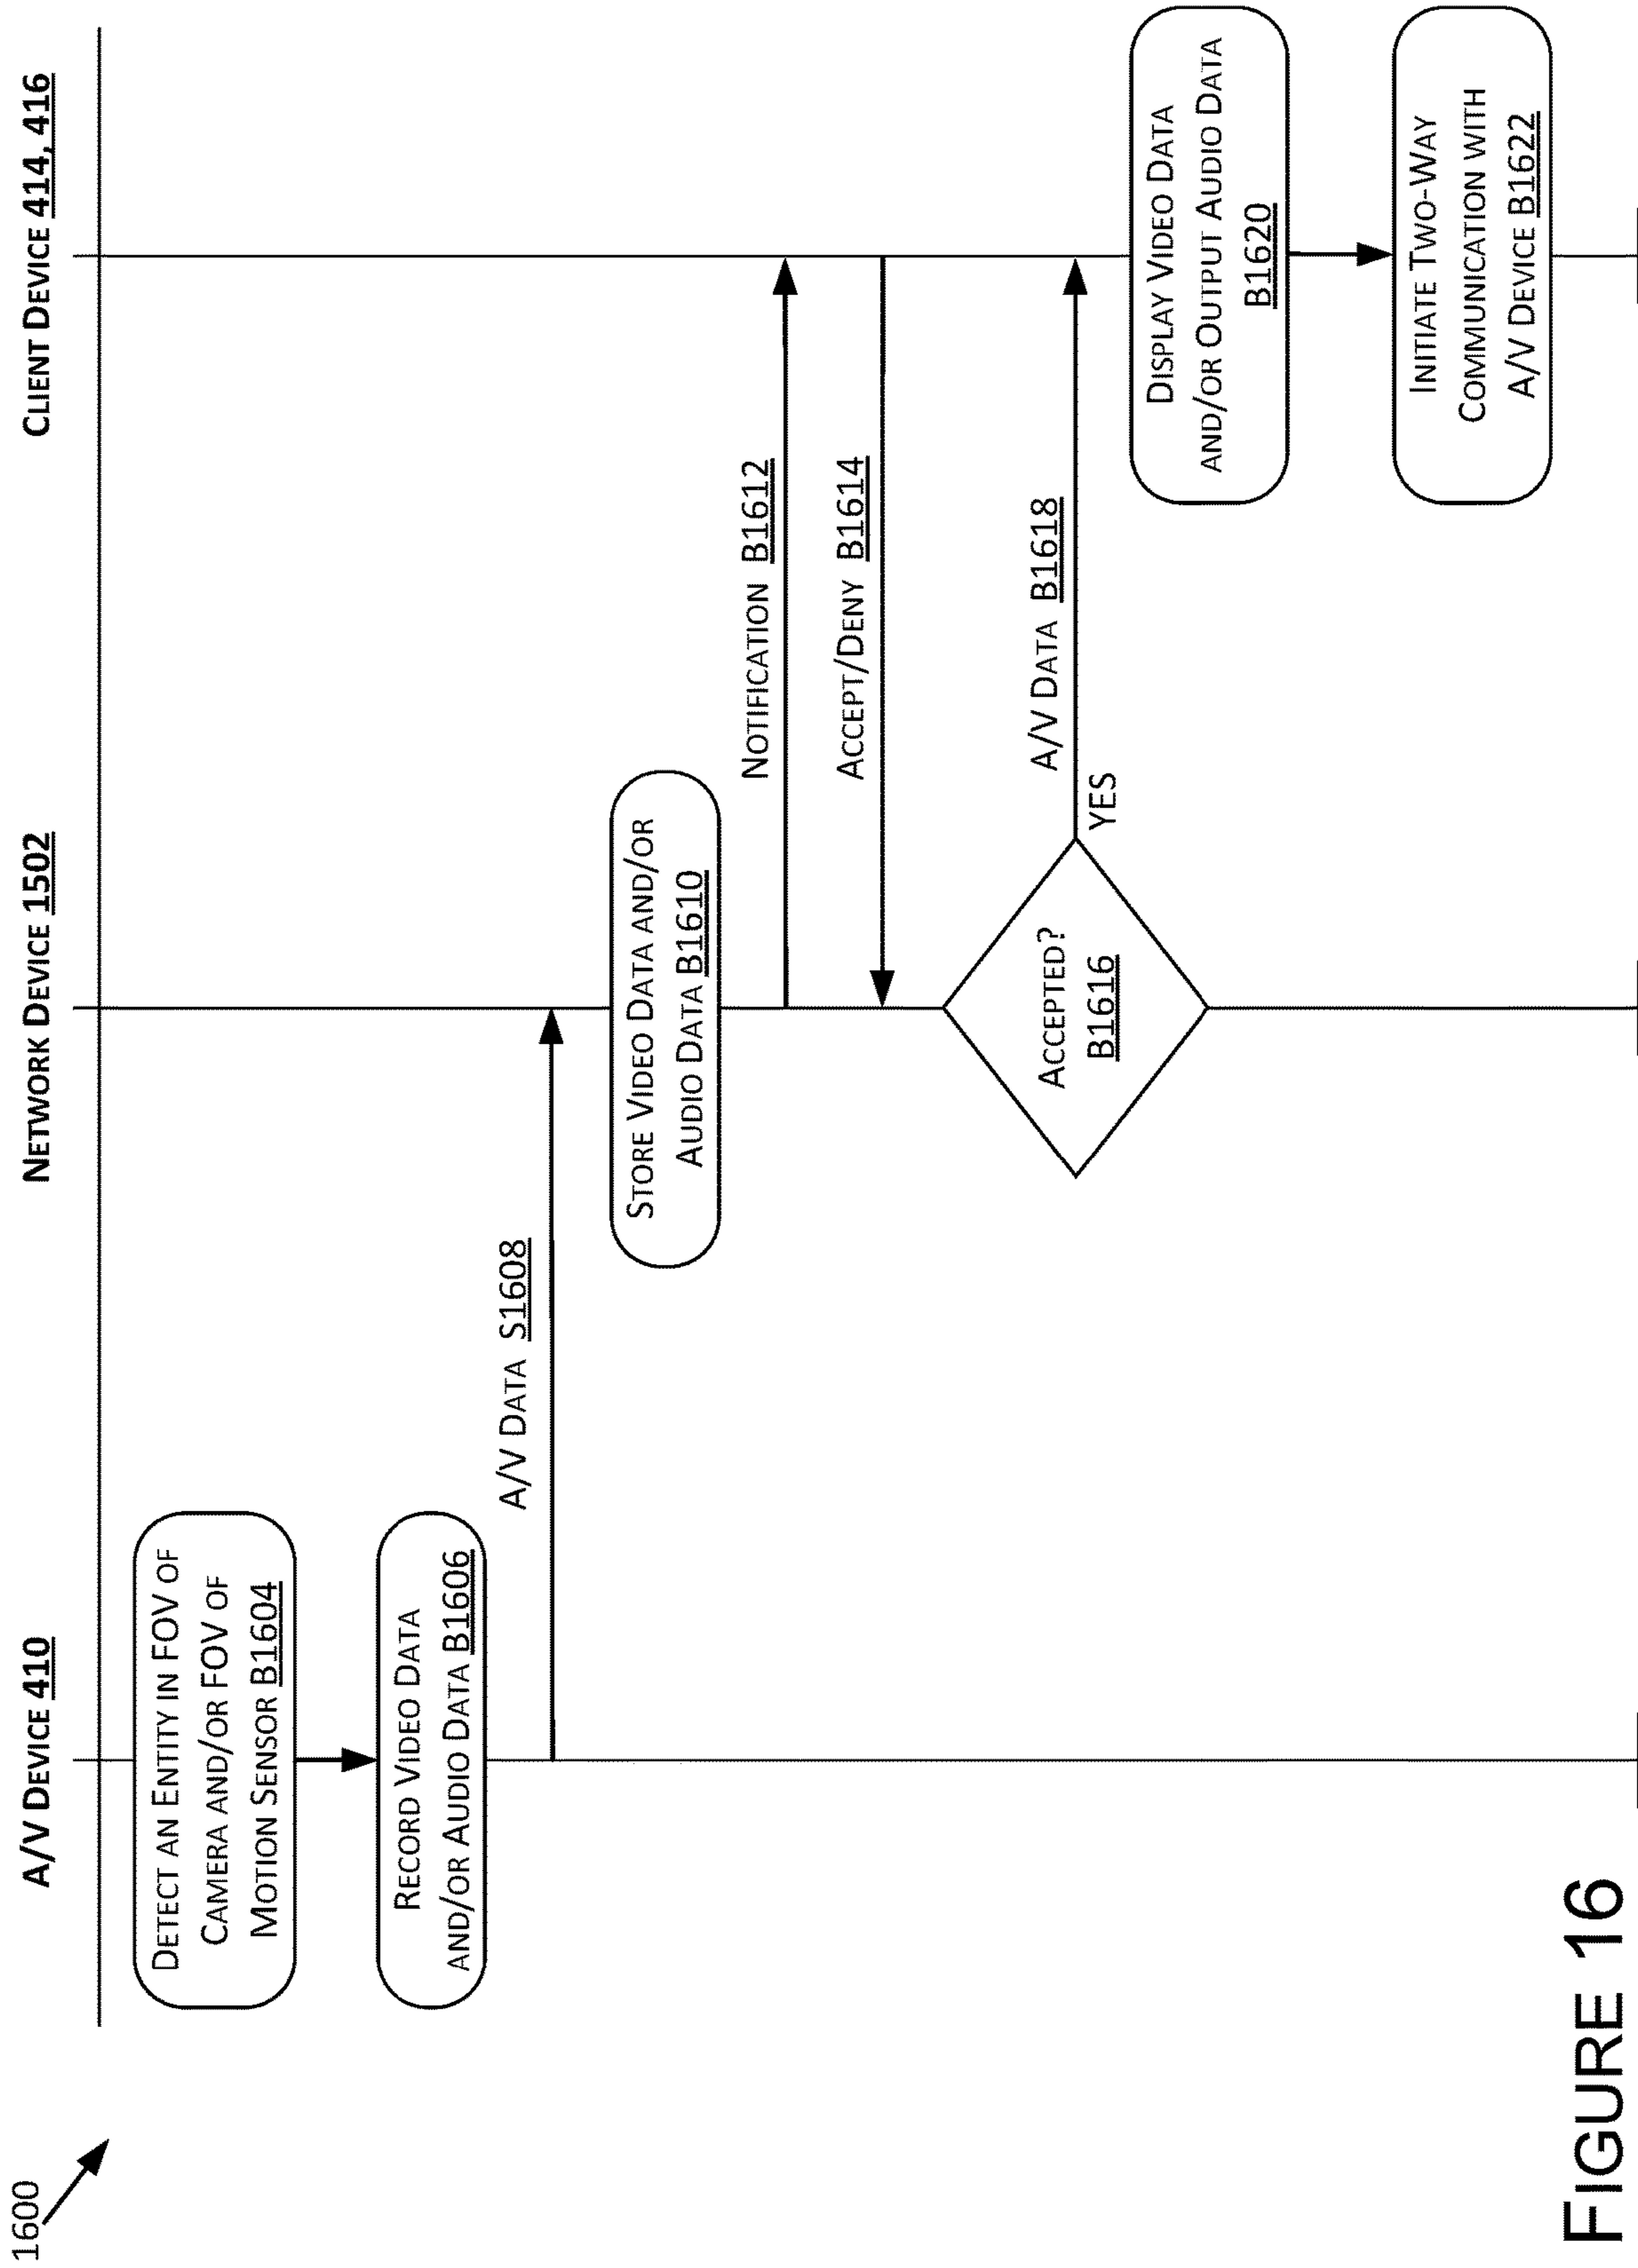 1600
A/V DEVICE 410
NETWORK DEVICE 1502
CLIENT DEVICE 414, 416
DETECT AN ENTITY IN FOV OF
CAMERA AND/OR FOV OF
MOTION SENSOR B1604
RECORD VIDEO DATA
AND/OR AUDIO DATA B1606
A/V DATA S1608
STORE VIDEO DATA AND/OR
AUDIO DATA B1610
NOTIFICATION B1612
ACCEPT/DENY B1614
ACCEPTED?
B1616
YES
A/V DATA B1618
DISPLAY VIDEO DATA
AND/OR OUTPUT AUDIO DATA
B1620
INITIATE TWO-WAY
COMMUNICATION WITH
A/V DEVICE B1622
FIGURE 16